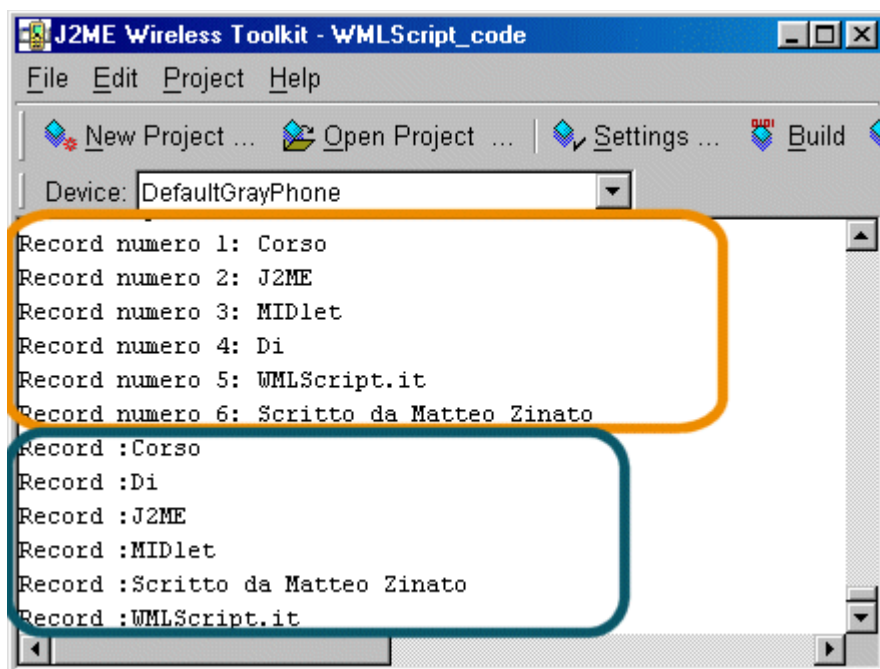 J2ME Wireless Toolkit - WMLScript_code
File Edit Project Help
New Project ... Open Project ... Settings ... Build
Device: DefaultGrayPhone
Record numero 1: Corso
Record numero 2: J2ME
Record numero 3: MIDlet
Record numero 4: Di
Record numero 5: WMLScript.it
Record numero 6: Scritto da Matteo Zinato
Record :Corso
Record :Di
Record :J2ME
Record :MIDlet
Record :Scritto da Matteo Zinato
Record :WMLScript.it